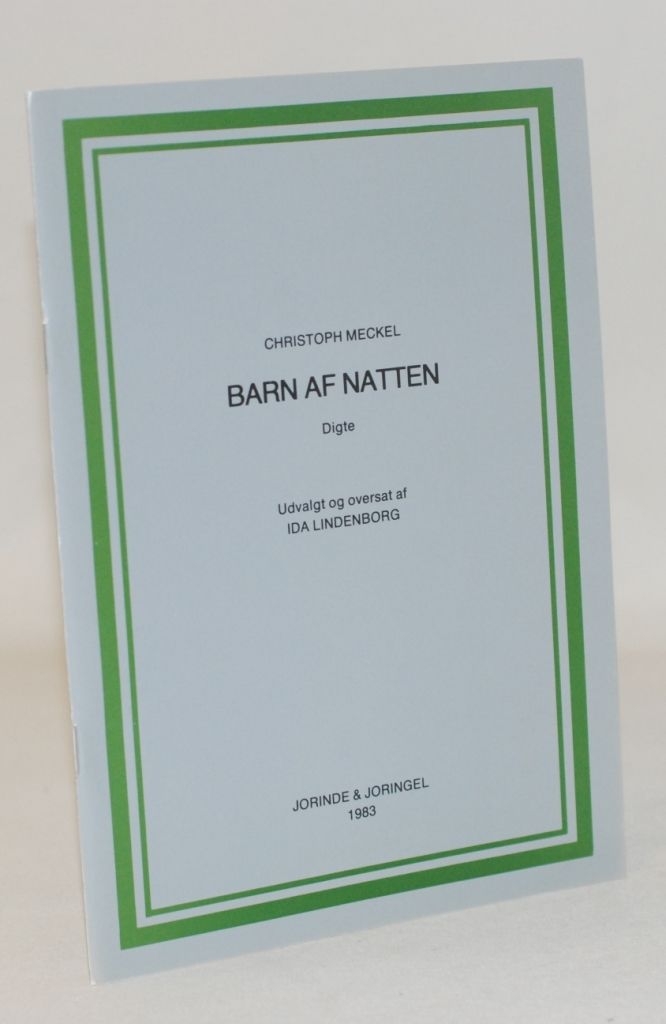 CHRISTOPH MECKEL
BARN AF NATTEN
Digte
Udvalgt og oversat af
IDA LINDENBORG
JORINDE & JORINGEL
1983